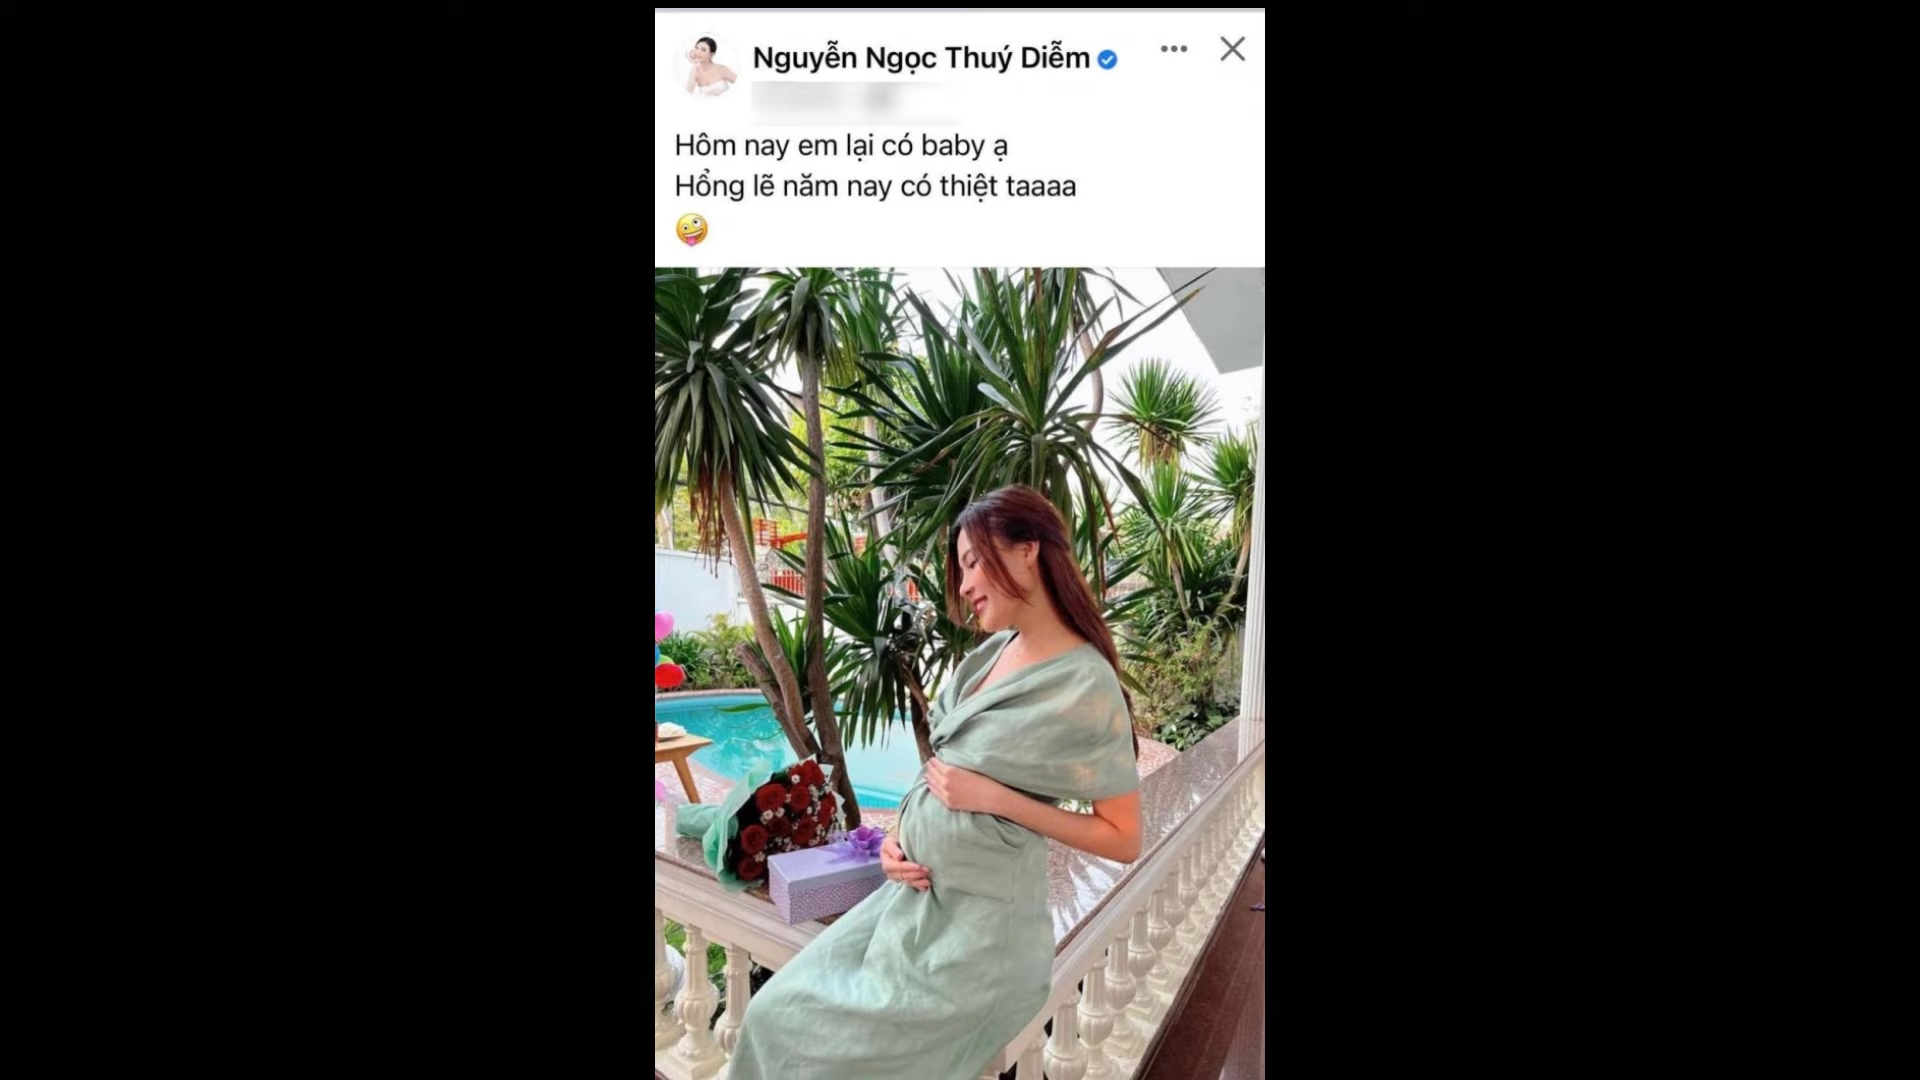 Nguyễn Ngọc Thuý Diễm
Hôm nay em lại có baby ạ
Hổng lẽ năm nay có thiệt taaaa